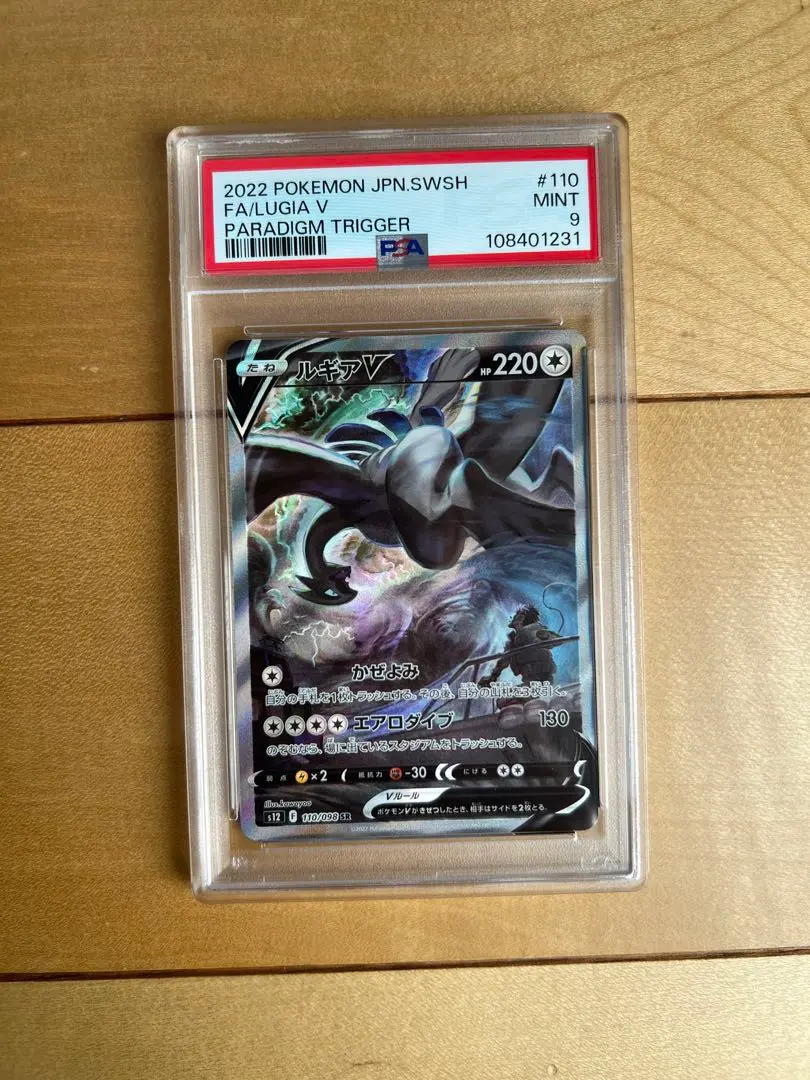 2022 POKEMON JPN.SWSH #110
FA/LUGIA V MINT
PARADIGM TRIGGER 9
PSA 108401231
たね ルギアV HP 220
かぜよみ
自分の手札を1枚トラッシュする。その後、自分の山札を3枚引く。
エアロダイブ 130
のぞむなら、場に出ているスタジアムをトラッシュする。
弱点 ×2 抵抗力 -30 にげる
Vルール
ポケモンVがきぜつしたとき、相手はサイドを2枚とる。
Illus.kawayoo
s12 F 110/098 SR